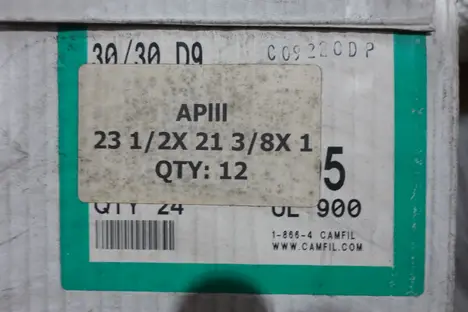 30/30 D9 C09220DP
APIII
23 1/2X 21 3/8X 1
QTY: 12
5
QTY 24 UL 900
1-866-4 CAMFIL
WWW.CAMFIL.COM